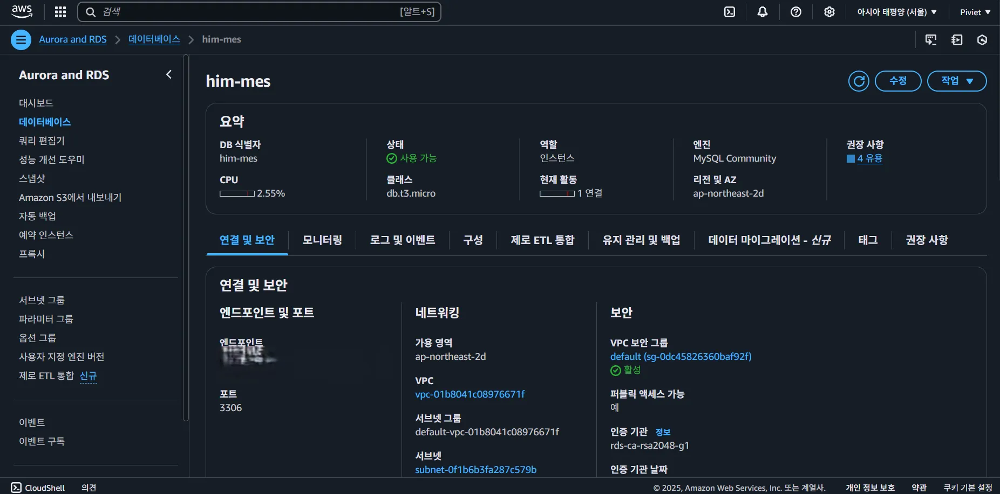 aws 검색 [알트+S] 아시아 태평양 (서울) ▼ Piviet ▼
Aurora and RDS > 데이터베이스 > him-mes
Aurora and RDS
대시보드
데이터베이스
쿼리 편집기
성능 개선 도우미
스냅샷
Amazon S3에서 내보내기
자동 백업
예약 인스턴스
프록시
서브넷 그룹
파라미터 그룹
옵션 그룹
사용자 지정 엔진 버전
제로 ETL 통합 신규
이벤트
이벤트 구독
him-mes
수정 작업 ▼
요약
DB 식별자
him-mes
CPU
2.55%
상태
사용 가능
클래스
db.t3.micro
역할
인스턴스
현재 활동
1 연결
엔진
MySQL Community
리전 및 AZ
ap-northeast-2d
권장 사항
4 유용
연결 및 보안 모니터링 로그 및 이벤트 구성 제로 ETL 통합 유지 관리 및 백업 데이터 마이그레이션 - 신규 태그 권장 사항
연결 및 보안
엔드포인트 및 포트
엔드포인트
포트
3306
네트워킹
가용 영역
ap-northeast-2d
VPC
vpc-01b8041c08976671f
서브넷 그룹
default-vpc-01b8041c08976671f
서브넷
subnet-0f1b6b3fa287c579b
보안
VPC 보안 그룹
default (sg-0dc45826360baf92f)
활성
퍼블릭 액세스 가능
예
인증 기관 정보
rds-ca-rsa2048-g1
인증 기관 날짜
CloudShell 의견 © 2025, Amazon Web Services, Inc. 또는 계열사. 개인 정보 보호 약관 쿠키 기본 설정